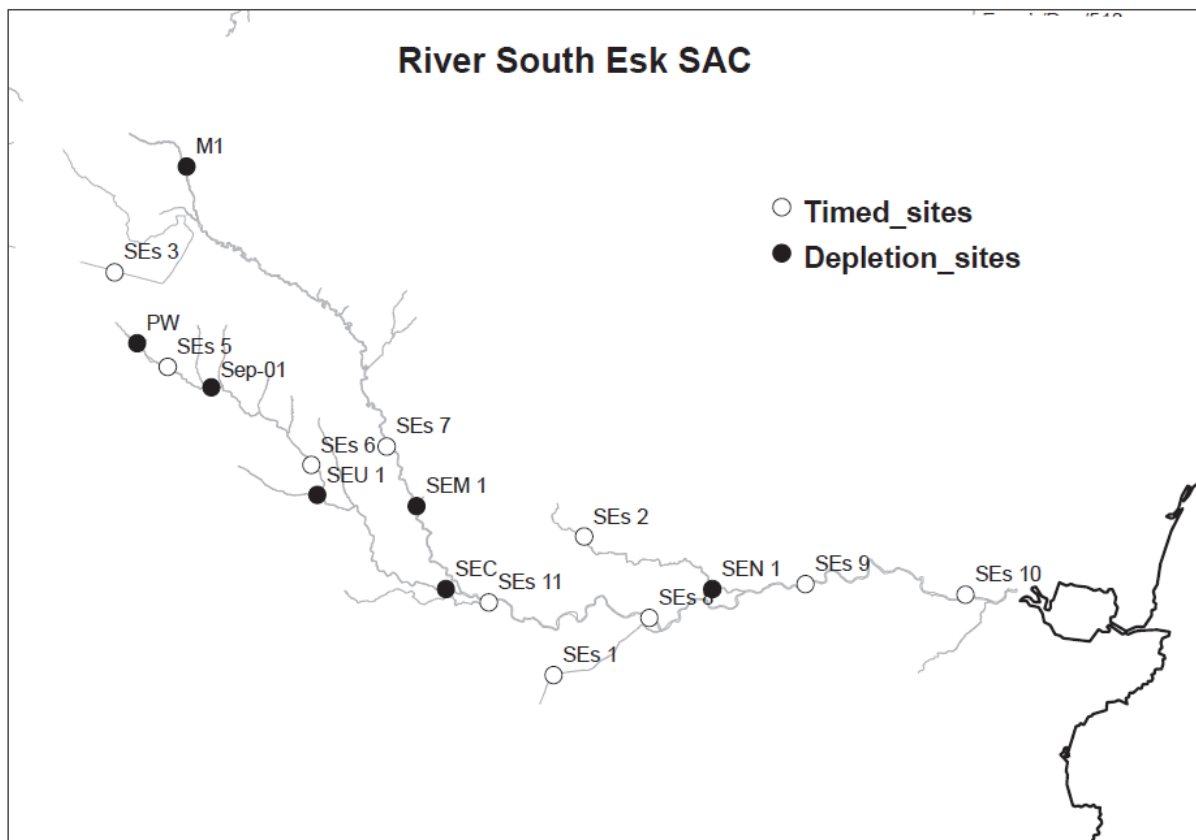 River South Esk SAC
M1
Timed_sites
SEs 3
Depletion_sites
PW
SEs 5
Sep-01
SEs 7
SEs 6
SEU 1
SEM 1
SEs 2
SEC
SEs 11
SEN 1
SEs 9
SEs 10
SEs
SEs 1